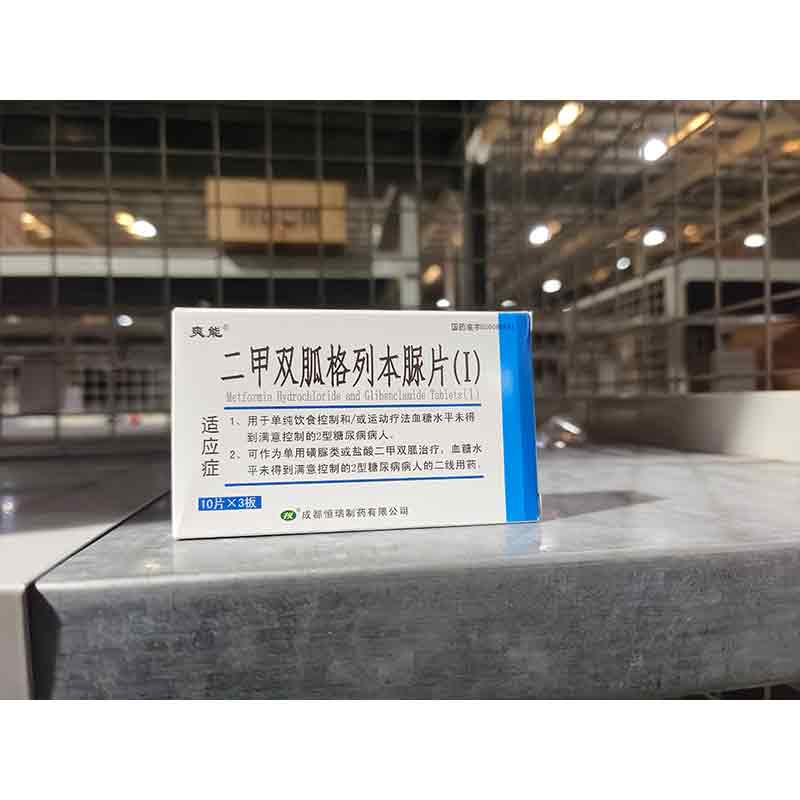 爽能®
国药准字
二甲双胍格列本脲片(I)
Metformin Hydrochloride and Glibenclamide Tablets(I)
适应症
1、用于单纯饮食控制和/或运动疗法血糖水平未得
到满意控制的2型糖尿病病人.
2、可作为单用磺脲类或盐酸二甲双胍治疗,血糖水
平未得到满意控制的2型糖尿病病人的二线用药.
10片×3板
成都恒瑞制药有限公司